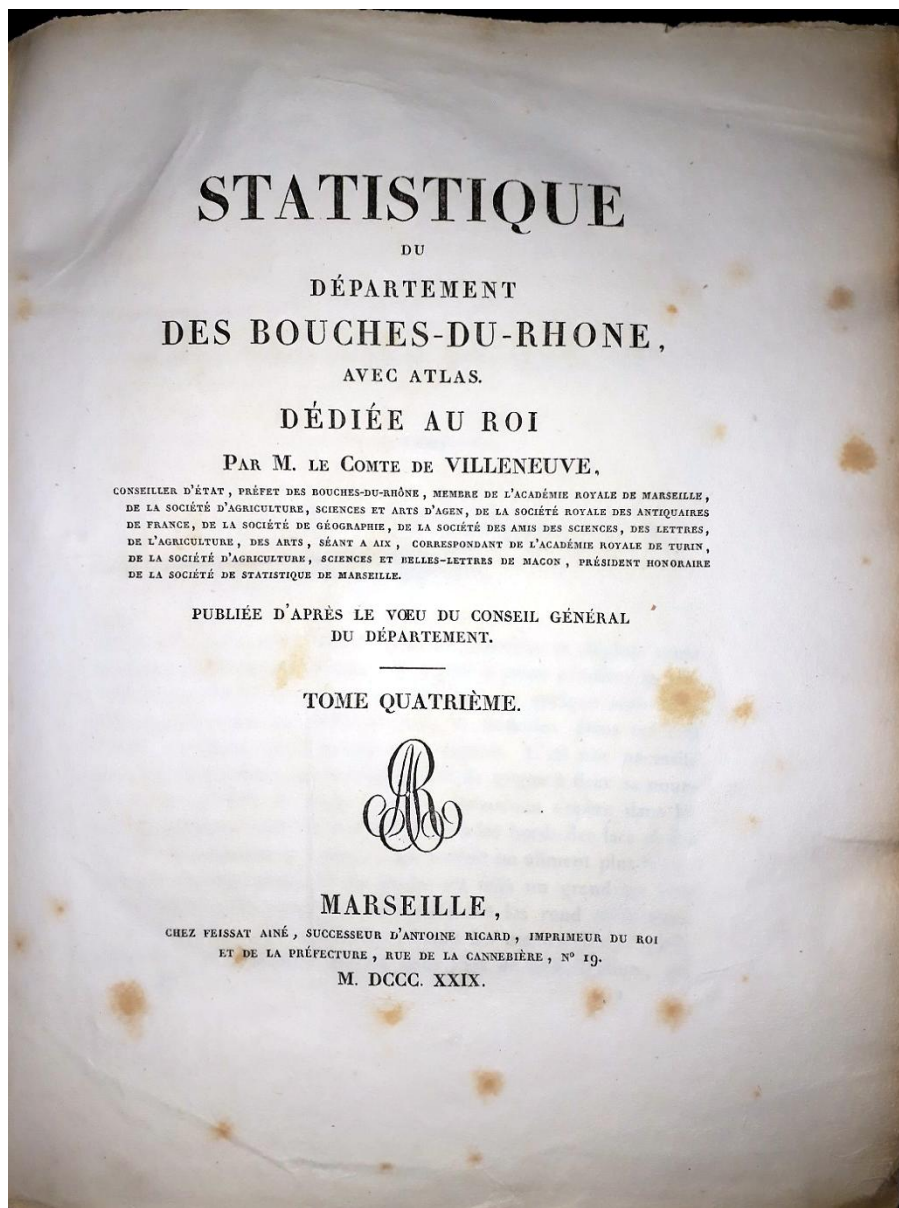 STATISTIQUE
DU
DÉPARTEMENT
DES BOUCHES-DU-RHONE,
AVEC ATLAS.
DÉDIÉE AU ROI
PAR M. LE COMTE DE VILLENEUVE,
CONSEILLER D'ÉTAT, PRÉFET DES BOUCHES-DU-RHÔNE, MEMBRE DE L'ACADÉMIE ROYALE DE MARSEILLE,
DE LA SOCIÉTÉ D'AGRICULTURE, SCIENCES ET ARTS D'AGEN, DE LA SOCIÉTÉ ROYALE DES ANTIQUAIRES
DE FRANCE, DE LA SOCIÉTÉ DE GÉOGRAPHIE, DE LA SOCIÉTÉ DES AMIS DES SCIENCES, DES LETTRES,
DE L'AGRICULTURE, DES ARTS, SÉANT A AIX, CORRESPONDANT DE L'ACADÉMIE ROYALE DE TURIN,
DE LA SOCIÉTÉ D'AGRICULTURE, SCIENCES ET BELLES-LETTRES DE MACON, PRÉSIDENT HONORAIRE
DE LA SOCIÉTÉ DE STATISTIQUE DE MARSEILLE.
PUBLIÉE D'APRÈS LE VŒU DU CONSEIL GÉNÉRAL
DU DÉPARTEMENT.
TOME QUATRIÈME.
AR
MARSEILLE,
CHEZ FEISSAT AINÉ, SUCCESSEUR D'ANTOINE RICARD, IMPRIMEUR DU ROI
ET DE LA PRÉFECTURE, RUE DE LA CANNEBIÈRE, N° 19.
M. DCCC. XXIX.